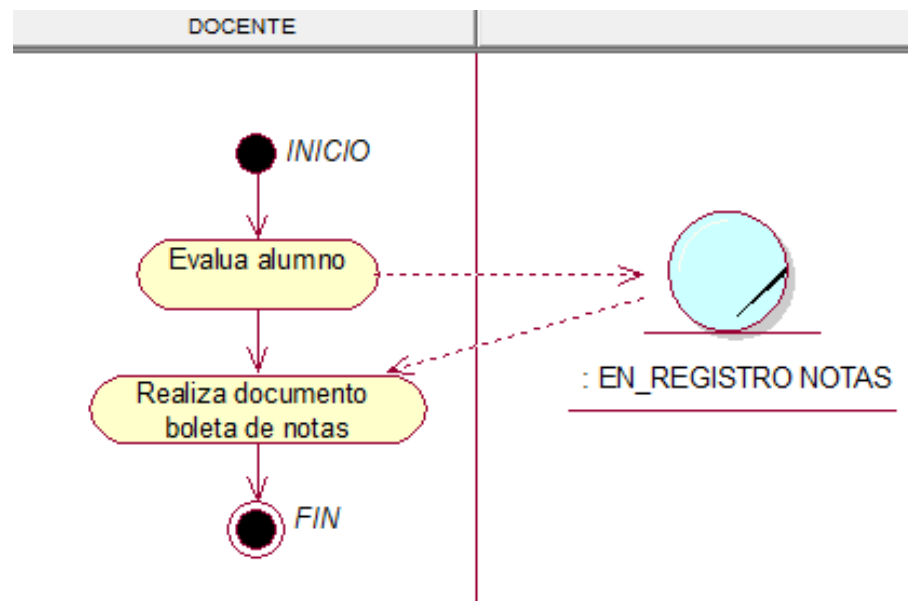 DOCENTE
INICIO
Evalua alumno
: EN_REGISTRO NOTAS
Realiza documento
boleta de notas
FIN